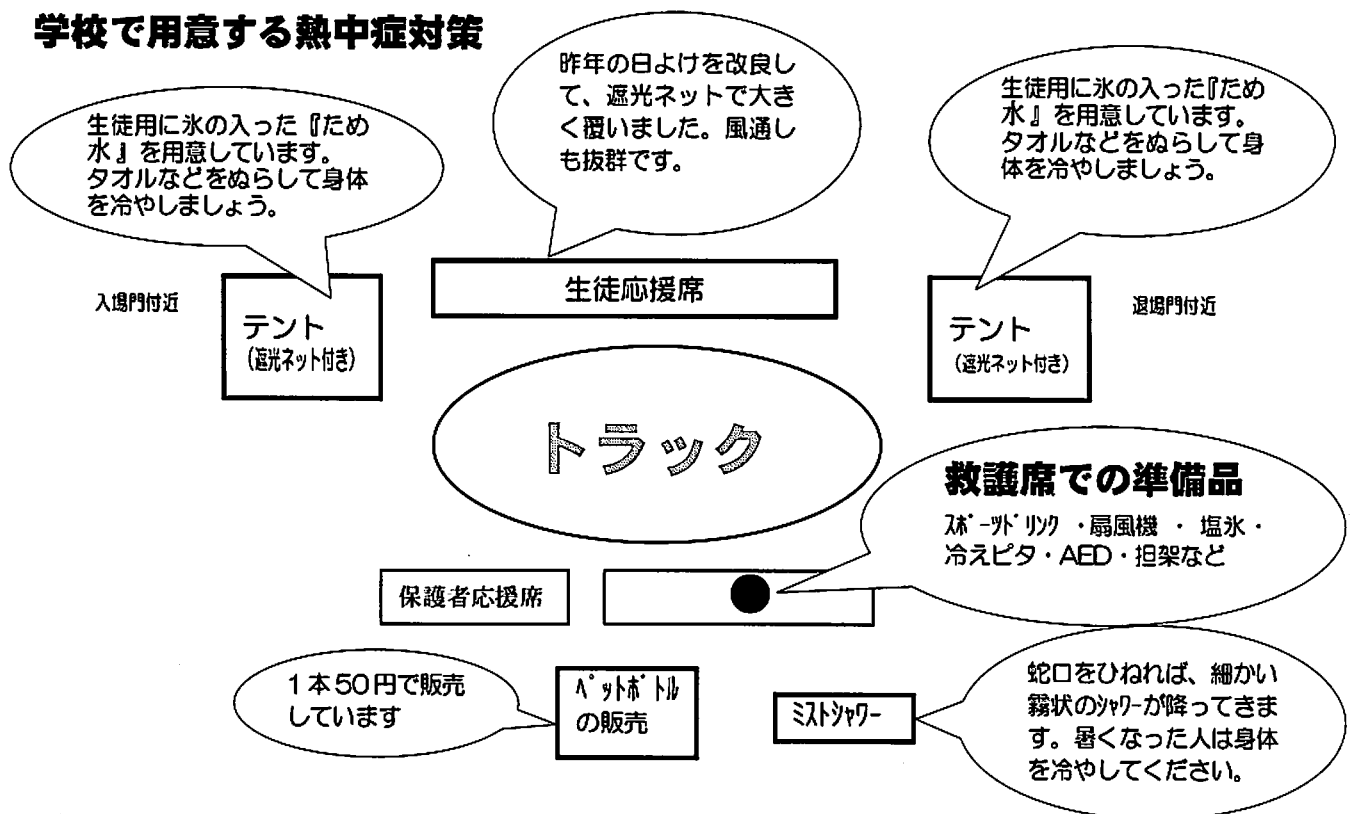 学校で用意する熱中症対策
生徒用に氷の入った『ため
水』を用意しています。
タオルなどをぬらして身体
を冷やしましょう。
昨年の日よけを改良し
て、遮光ネットで大き
く覆いました。風通し
も抜群です。
生徒用に氷の入った『ため
水』を用意しています。
タオルなどをぬらして身
体を冷やしましょう。
入場門付近
テント
(遮光ネット付き)
生徒応援席
テント
(遮光ネット付き)
退場門付近
トラック
救護席での準備品
ｽﾎﾟｰﾂﾄﾞﾘﾝｸ ・扇風機 ・ 塩氷・
冷えピタ・AED・担架など
保護者応援席
1本50円で販売
しています
ﾍﾟｯﾄﾎﾞﾄﾙ
の販売
ﾐｽﾄｼｬﾜｰ
蛇口をひねれば、細かい
霧状のｼｬﾜｰが降ってきま
す。暑くなった人は身体
を冷やしてください。